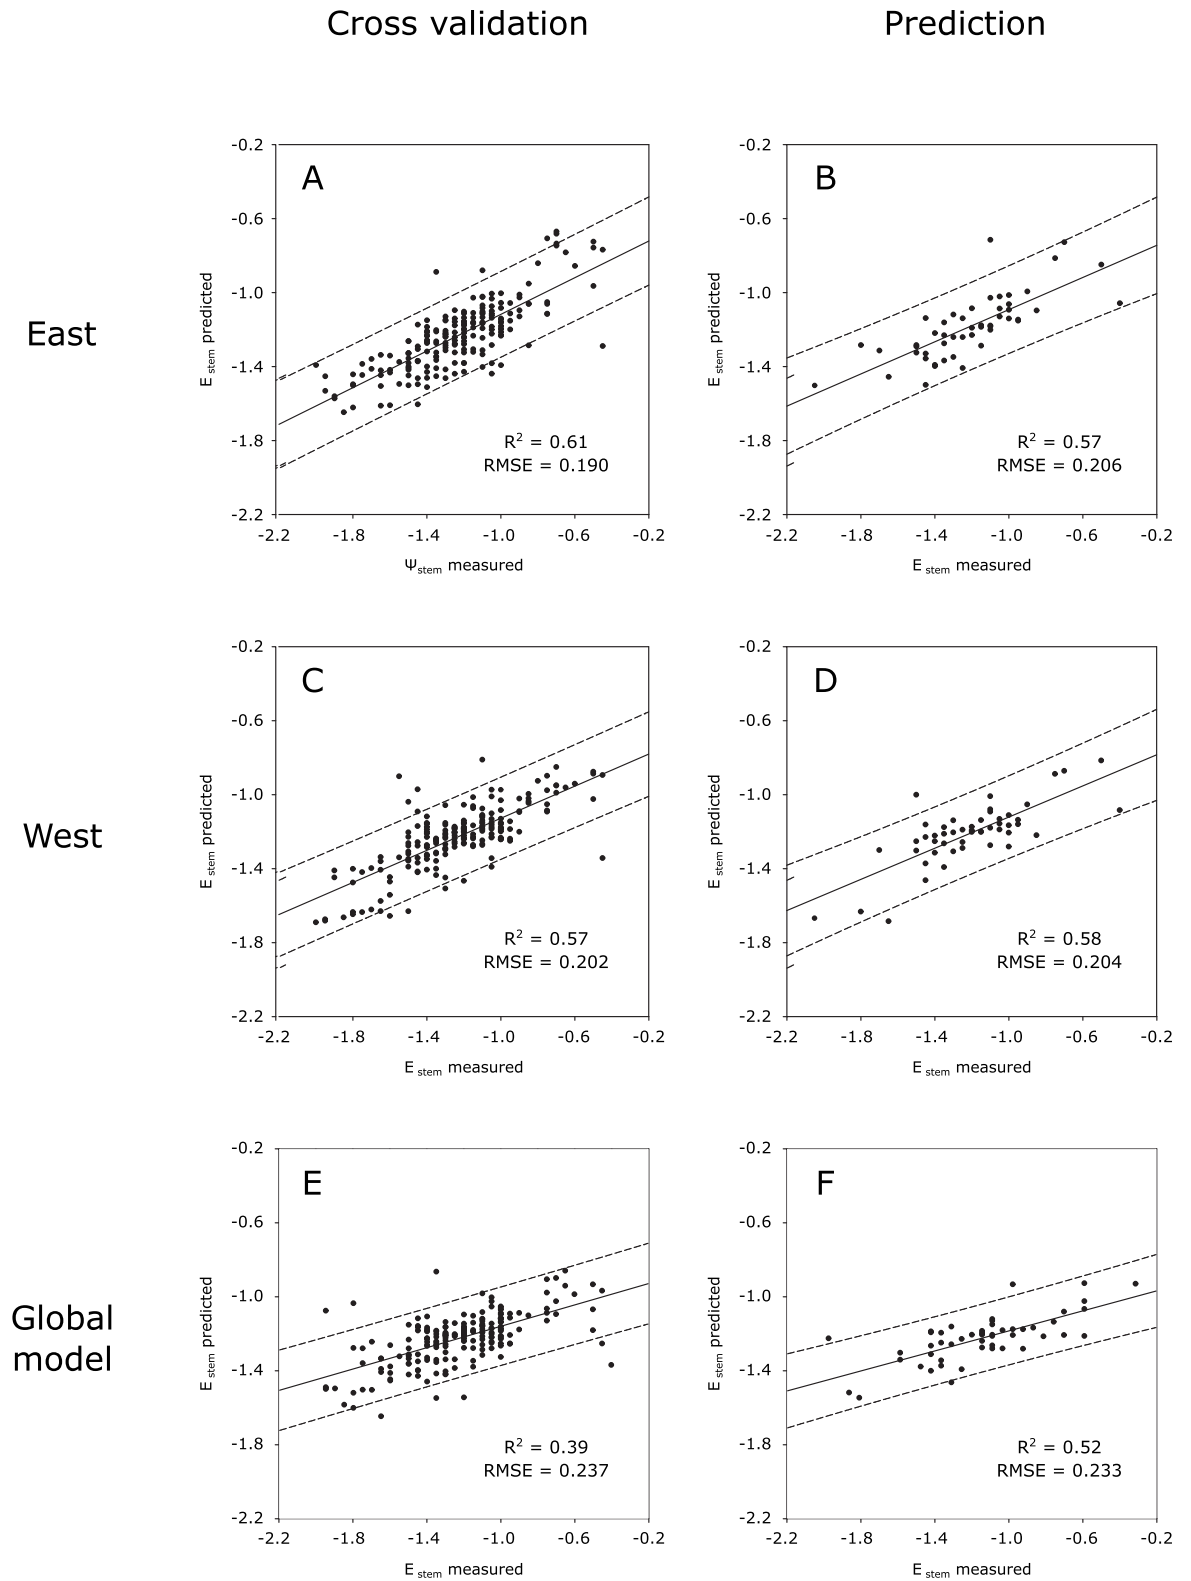 Cross validation
Prediction
East
A
-0.2
-0.6
-1.0
-1.4
-1.8
-2.2
E stem predicted
R² = 0.61
RMSE = 0.190
-2.2 -1.8 -1.4 -1.0 -0.6 -0.2
Ψstem measured
B
-0.2
-0.6
-1.0
-1.4
-1.8
-2.2
E stem predicted
R² = 0.57
RMSE = 0.206
-2.2 -1.8 -1.4 -1.0 -0.6 -0.2
E stem measured
West
C
-0.2
-0.6
-1.0
-1.4
-1.8
-2.2
E stem predicted
R² = 0.57
RMSE = 0.202
-2.2 -1.8 -1.4 -1.0 -0.6 -0.2
E stem measured
D
-0.2
-0.6
-1.0
-1.4
-1.8
-2.2
E stem predicted
R² = 0.58
RMSE = 0.204
-2.2 -1.8 -1.4 -1.0 -0.6 -0.2
E stem measured
Global
model
E
-0.2
-0.6
-1.0
-1.4
-1.8
-2.2
E stem predicted
R² = 0.39
RMSE = 0.237
-2.2 -1.8 -1.4 -1.0 -0.6 -0.2
E stem measured
F
-0.2
-0.6
-1.0
-1.4
-1.8
-2.2
E stem predicted
R² = 0.52
RMSE = 0.233
-2.2 -1.8 -1.4 -1.0 -0.6 -0.2
E stem measured